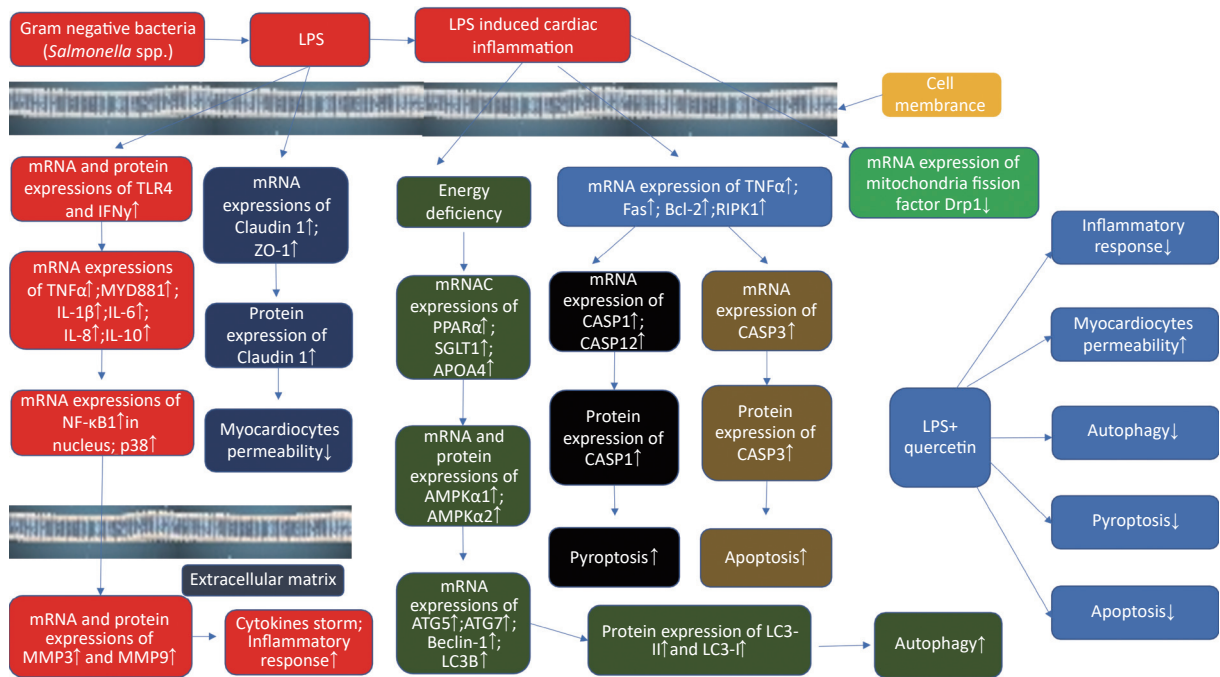 Gram negative bacteria
(Salmonella spp.)
LPS
LPS induced cardiac
inflammation
Cell
membrance
mRNA and protein
expressions of TLR4
and IFNγ↑
mRNA expressions
of TNFα↑;MYD881↑;
IL-1β↑;IL-6↑;
IL-8↑;IL-10↑
mRNA expressions of
NF-κB1↑in
nucleus; p38↑
Extracellular matrix
mRNA and protein
expressions of
MMP3↑ and MMP9↑
Cytokines storm;
Inflammatory
response↑
mRNA
expressions of
Claudin 1↑;
ZO-1↑
Protein
expression of
Claudin 1↑
Myocardiocytes
permeability↓
Energy
deficiency
mRNAC
expressions of
PPARα↑;
SGLT1↑;
APOA4↑
mRNA and
protein
expressions of
AMPKα1↑;
AMPKα2↑
mRNA
expressions of
ATG5↑;ATG7↑;
Beclin-1↑;
LC3B↑
Protein expression of LC3-
II↑and LC3-I↑
Autophagy↑
mRNA expression of TNFα↑;
Fas↑; Bcl-2↑;RIPK1↑
mRNA
expression of
CASP1↑;
CASP12↑
Protein
expression of
CASP1↑
Pyroptosis↑
mRNA
expression of
CASP3↑
Protein
expression of
CASP3↑
Apoptosis↑
mRNA expression of
mitochondria fission
factor Drp1↓
LPS+
quercetin
Inflammatory
response↓
Myocardiocytes
permeability↑
Autophagy↓
Pyroptosis↓
Apoptosis↓